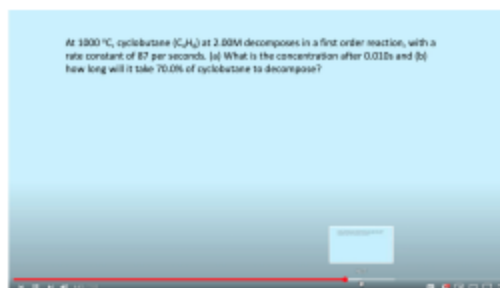 At 1000 °C, cyclobutane (C₄H₈) at 2.00M decomposes in a first order reaction, with a
rate constant of 87 per seconds. (a) What is the concentration after 0.010s and (b)
how long will it take 70.0% of cyclobutane to decompose?